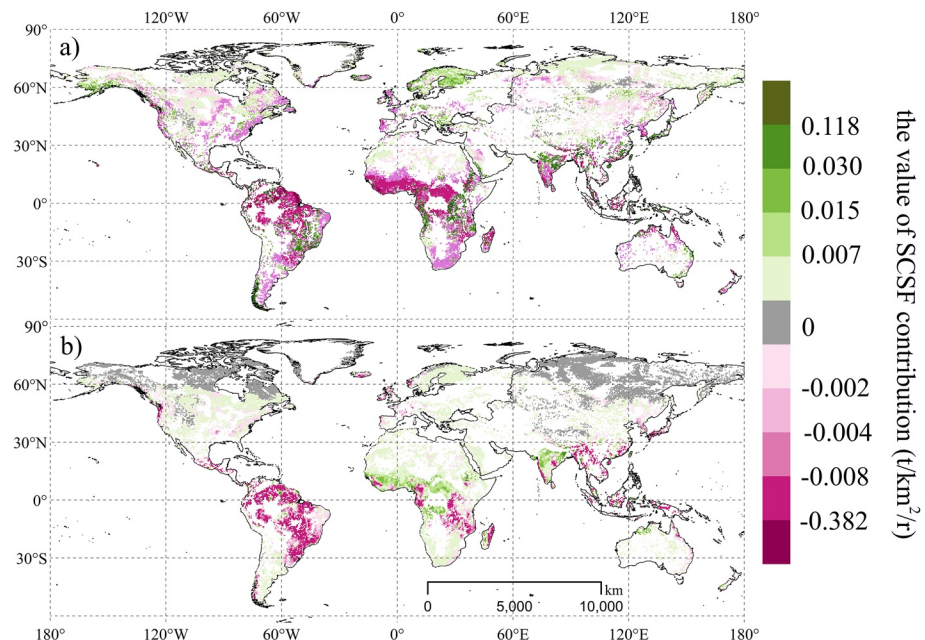 120°W 60°W 0° 60°E 120°E 180°
90°
a)
60°
30°N
0°
30°S
90°
b)
60°
30°N
0°
30°S
km
0 5,000 10,000
180° 120°W 60°W 0° 60°E 120°E 180°
0.118
0.030
0.015
0.007
0
-0.002
-0.004
-0.008
-0.382
the value of SCSF contribution (t/km²/r)